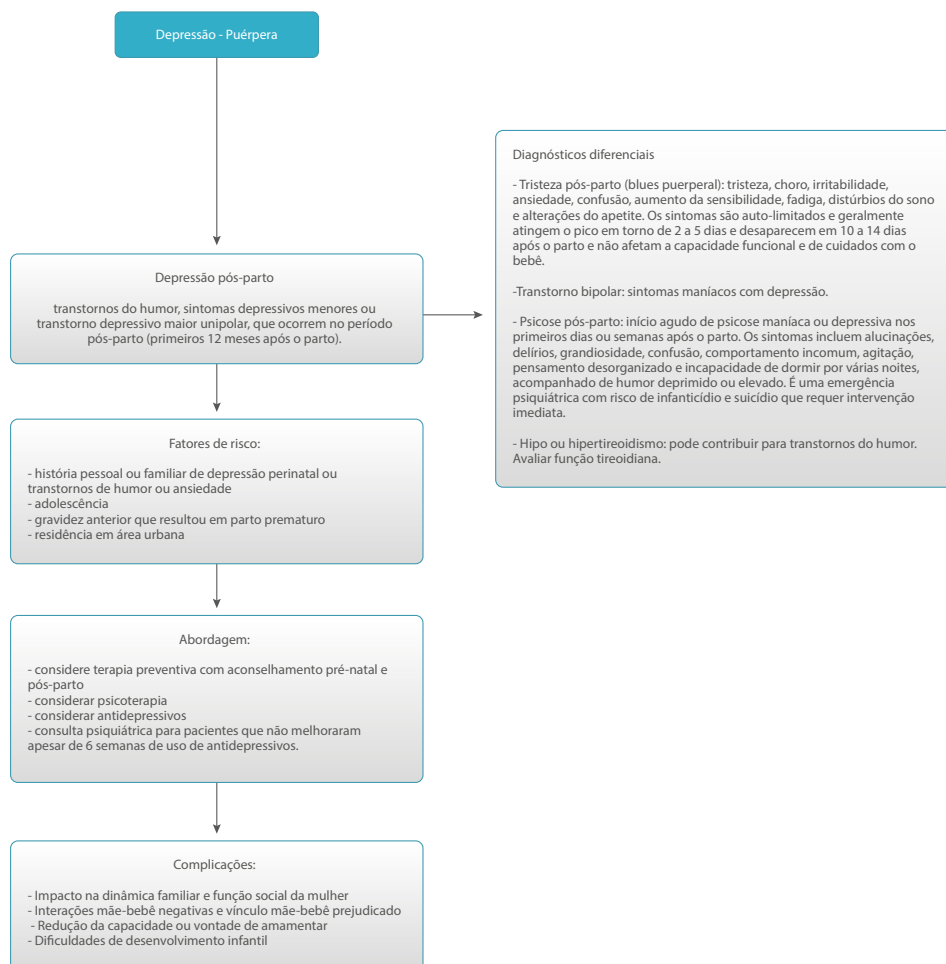 Depressão - Puérpera
Depressão pós-parto
transtornos do humor, sintomas depressivos menores ou
transtorno depressivo maior unipolar, que ocorrem no período
pós-parto (primeiros 12 meses após o parto).
Diagnósticos diferenciais
- Tristeza pós-parto (blues puerperal): tristeza, choro, irritabilidade,
ansiedade, confusão, aumento da sensibilidade, fadiga, distúrbios do sono
e alterações do apetite. Os sintomas são auto-limitados e geralmente
atingem o pico em torno de 2 a 5 dias e desaparecem em 10 a 14 dias
após o parto e não afetam a capacidade funcional e de cuidados com o
bebê.
-Transtorno bipolar: sintomas maníacos com depressão.
- Psicose pós-parto: início agudo de psicose maníaca ou depressiva nos
primeiros dias ou semanas após o parto. Os sintomas incluem alucinações,
delírios, grandiosidade, confusão, comportamento incomum, agitação,
pensamento desorganizado e incapacidade de dormir por várias noites,
acompanhado de humor deprimido ou elevado. É uma emergência
psiquiátrica com risco de infanticídio e suicídio que requer intervenção
imediata.
- Hipo ou hipertireoidismo: pode contribuir para transtornos do humor.
Avaliar função tireoidiana.
Fatores de risco:
- história pessoal ou familiar de depressão perinatal ou
transtornos de humor ou ansiedade
- adolescência
- gravidez anterior que resultou em parto prematuro
- residência em área urbana
Abordagem:
- considere terapia preventiva com aconselhamento pré-natal e
pós-parto
- considerar psicoterapia
- considerar antidepressivos
- consulta psiquiátrica para pacientes que não melhoraram
apesar de 6 semanas de uso de antidepressivos.
Complicações:
- Impacto na dinâmica familiar e função social da mulher
- Interações mãe-bebê negativas e vínculo mãe-bebê prejudicado
- Redução da capacidade ou vontade de amamentar
- Dificuldades de desenvolvimento infantil